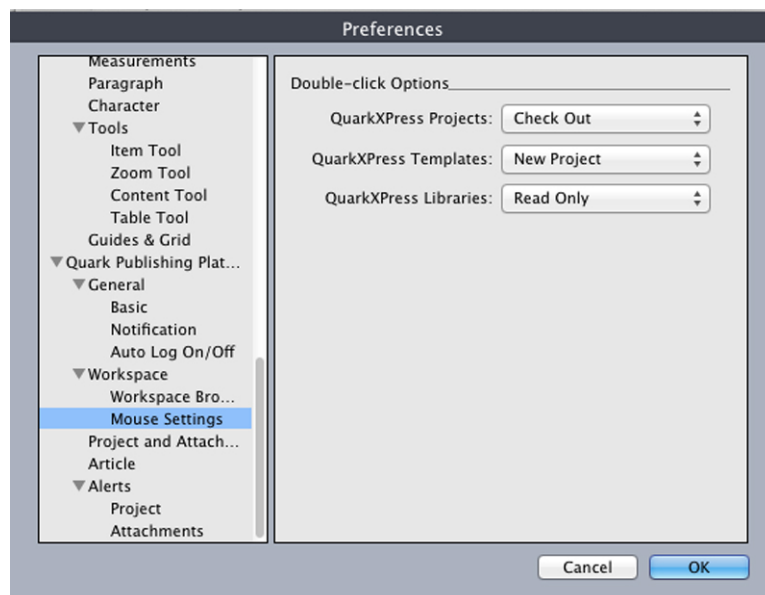 Preferences
Measurements
Paragraph
Character
Tools
Item Tool
Zoom Tool
Content Tool
Table Tool
Guides & Grid
Quark Publishing Plat...
General
Basic
Notification
Auto Log On/Off
Workspace
Workspace Bro...
Mouse Settings
Project and Attach...
Article
Alerts
Project
Attachments
Double-click Options
QuarkXPress Projects: Check Out
QuarkXPress Templates: New Project
QuarkXPress Libraries: Read Only
Cancel OK